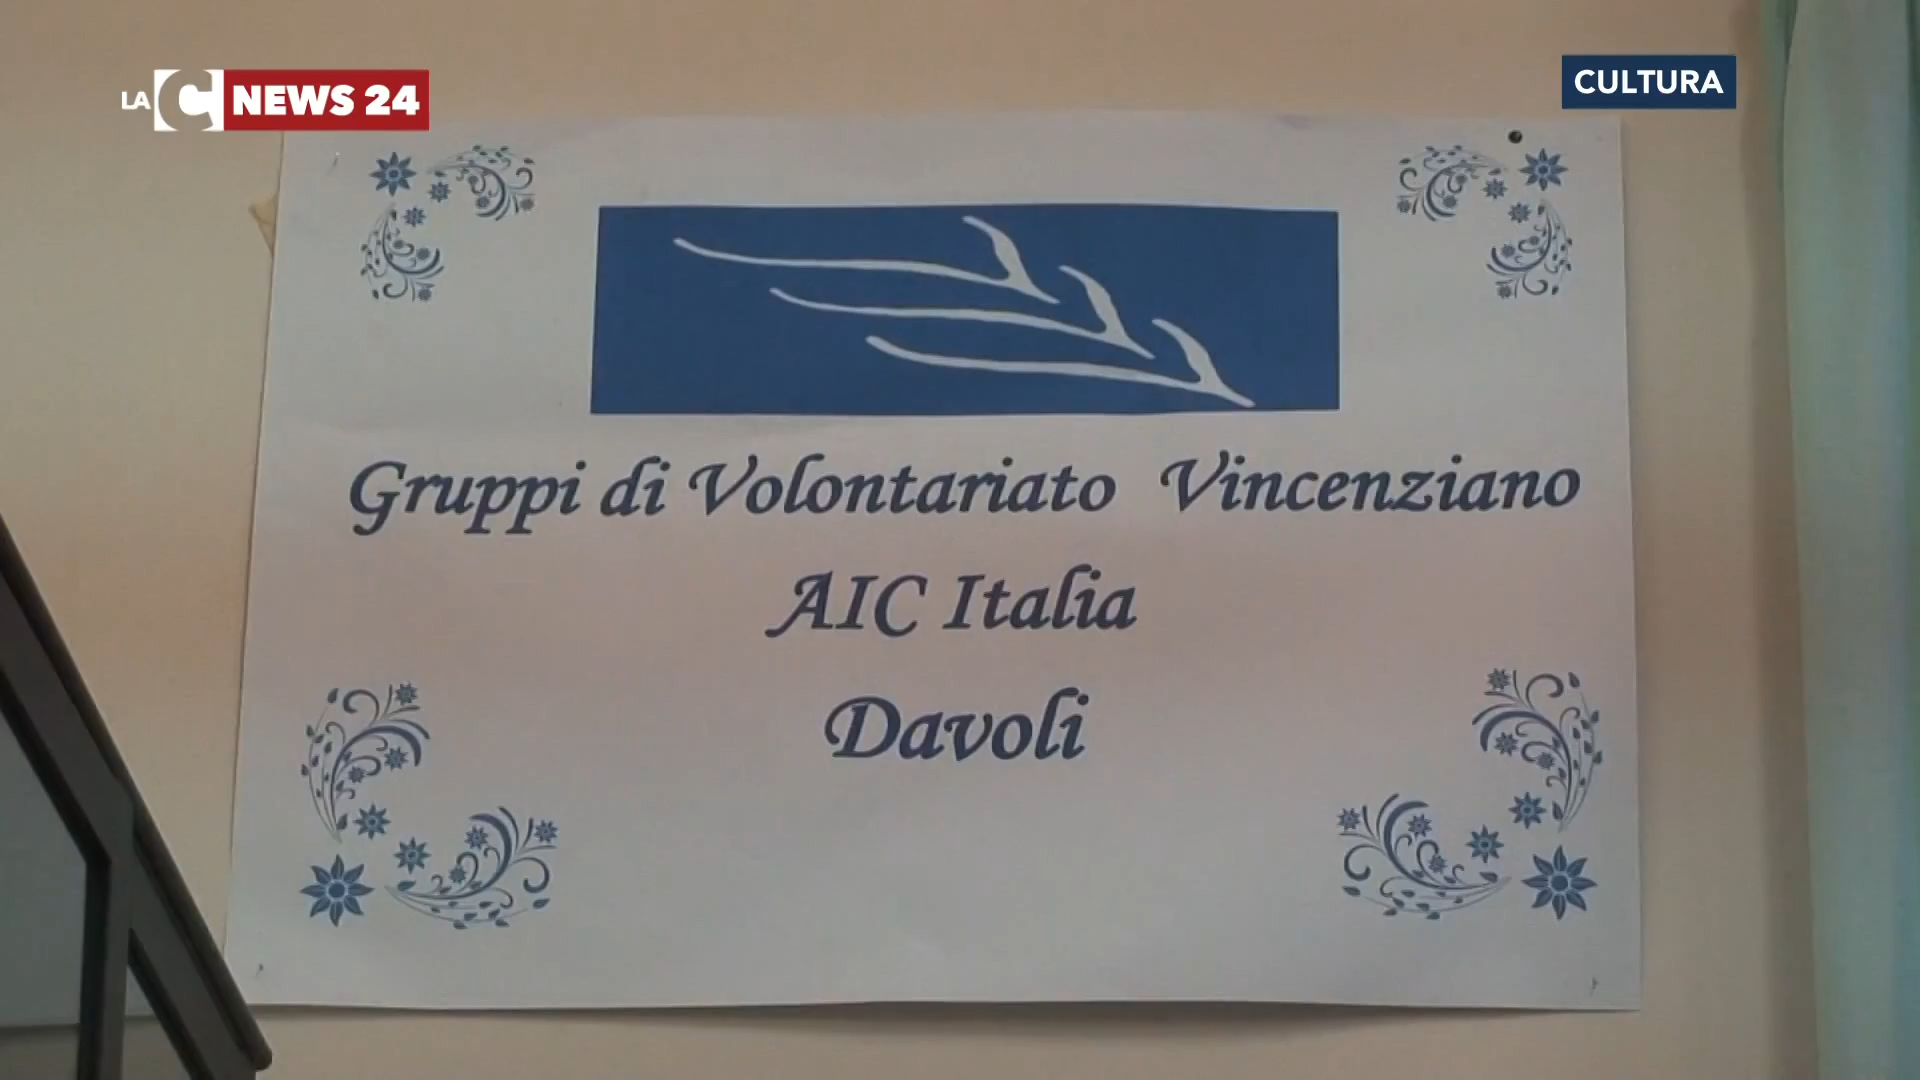 LA C NEWS 24
CULTURA
Gruppi di Volontariato Vincenziano
AIC Italia
Davoli